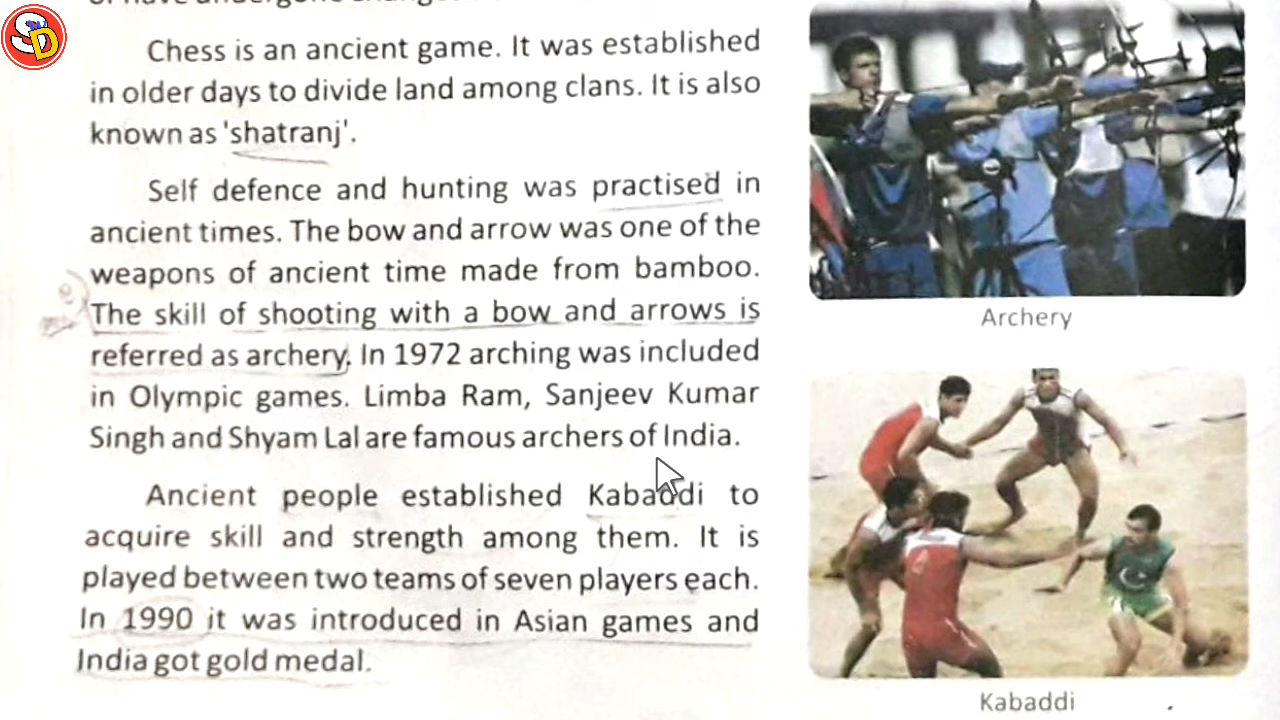 SD
Chess is an ancient game. It was established
in older days to divide land among clans. It is also
known as 'shatranj'.
Self defence and hunting was practised in
ancient times. The bow and arrow was one of the
weapons of ancient time made from bamboo.
The skill of shooting with a bow and arrows is
referred as archery. In 1972 arching was included
in Olympic games. Limba Ram, Sanjeev Kumar
Singh and Shyam Lal are famous archers of India.
Ancient people established Kabaddi to
acquire skill and strength among them. It is
played between two teams of seven players each.
In 1990 it was introduced in Asian games and
India got gold medal.
Archery
Kabaddi